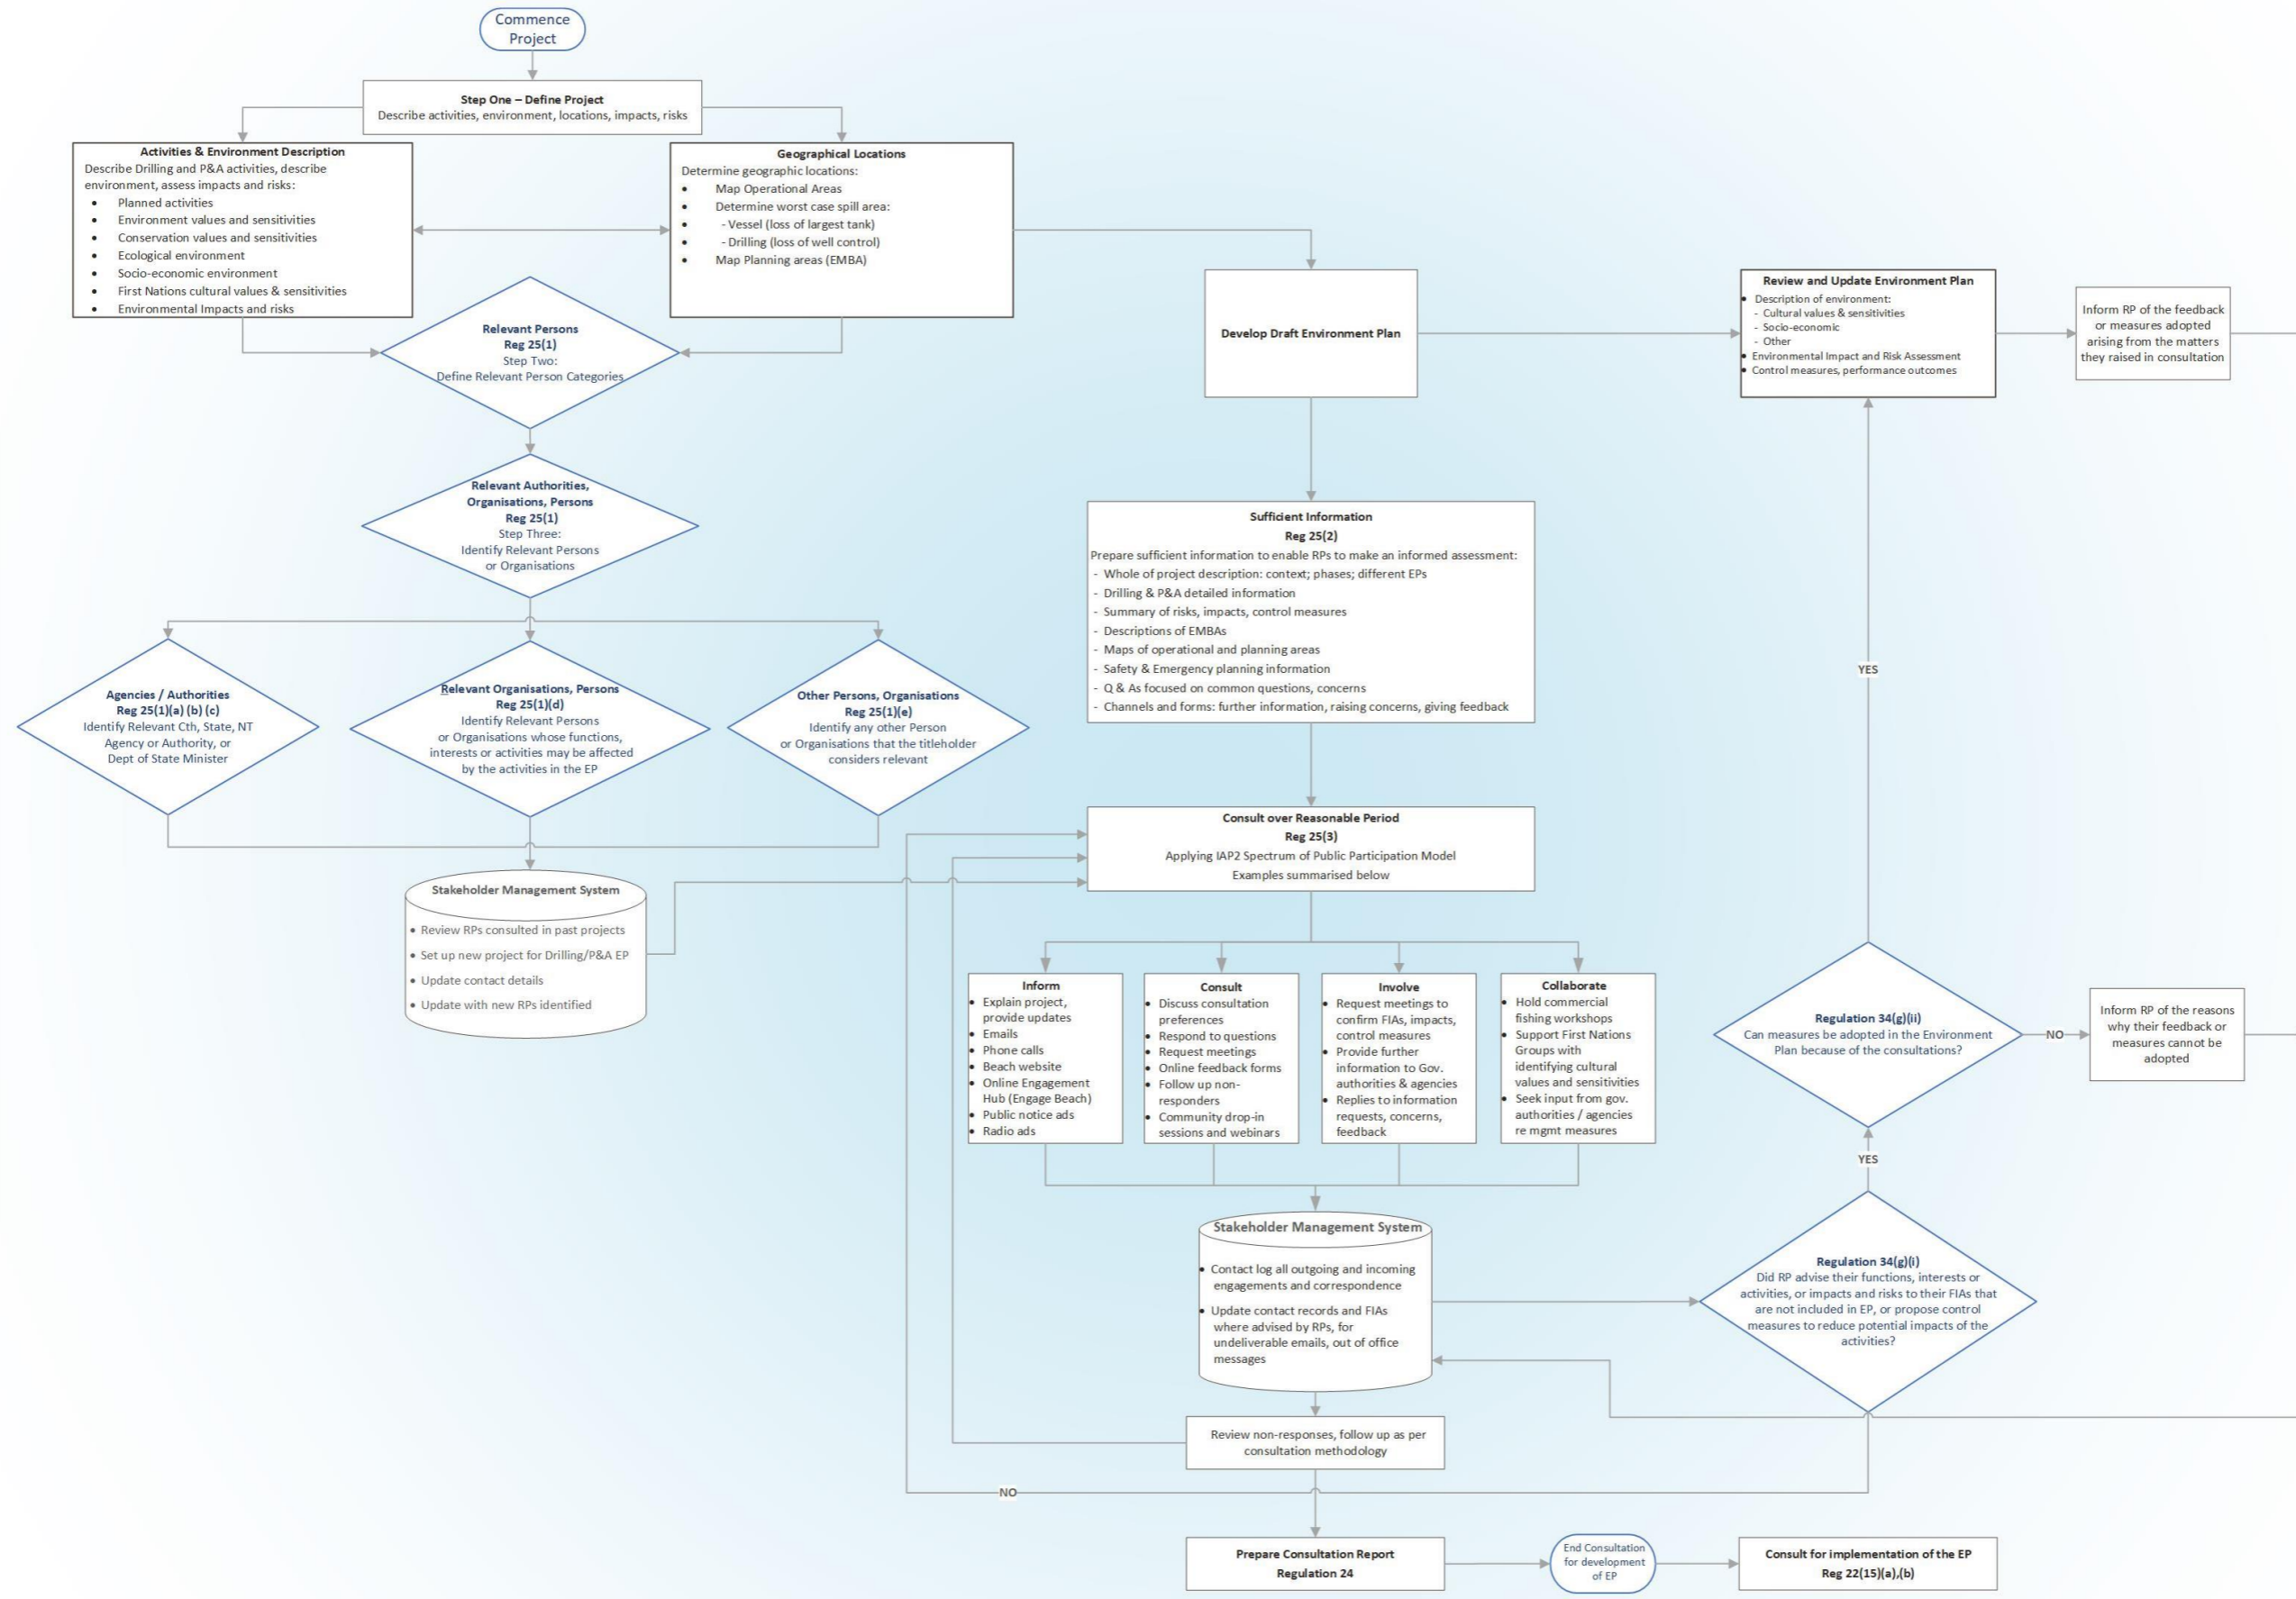 Commence
Project
Step One – Define Project
Describe activities, environment, locations, impacts, risks
Activities & Environment Description
Describe Drilling and P&A activities, describe
environment, assess impacts and risks:
• Planned activities
• Environment values and sensitivities
• Conservation values and sensitivities
• Ecological environment
• Socio-economic environment
• First Nations cultural values & sensitivities
• Environmental Impacts and risks
Geographical Locations
Determine geographic locations:
• Map Operational Areas
• Determine worst case spill area:
• - Vessel (loss of largest tank)
• - Drilling (loss of well control)
• Map Planning areas (EMBA)
Relevant Persons
Reg 25(1)
Step Two:
Define Relevant Person Categories
Relevant Authorities,
Organisations, Persons
Reg 25(1)
Step Three:
Identify Relevant Persons
or Organisations
Agencies / Authorities
Reg 25(1)(a) (b) (c)
Identify Relevant Cth, State, NT
Agency or Authority, or
Dept of State Minister
Relevant Organisations, Persons
Reg 25(1)(d)
Identify Relevant Persons
or Organisations whose functions,
interests or activities may be affected
by the activities in the EP
Other Persons, Organisations
Reg 25(1)(e)
Identify any other Person
or Organisations that the titleholder
considers relevant
Stakeholder Management System
• Review RPs consulted in past projects
• Set up new project for Drilling/P&A EP
• Update contact details
• Update with new RPs identified
Develop Draft Environment Plan
Sufficient Information
Reg 25(2)
Prepare sufficient information to enable RPs to make an informed assessment:
- Whole of project description: context; phases; different EPs
- Drilling & P&A detailed information
- Summary of risks, impacts, control measures
- Descriptions of EMBAs
- Maps of operational and planning areas
- Safety & Emergency planning information
- Q & As focused on common questions, concerns
- Channels and forms: further information, raising concerns, giving feedback
Consult over Reasonable Period
Reg 25(3)
Applying IAP2 Spectrum of Public Participation Model
Examples summarised below
Inform
• Explain project,
provide updates
• Emails
• Phone calls
• Beach website
• Online Engagement
Hub (Engage Beach)
• Public notice ads
• Radio ads
Consult
• Discuss consultation
preferences
• Respond to questions
• Request meetings
• Online feedback forms
• Follow up non-
responders
• Community drop-in
sessions and webinars
Involve
• Request meetings to
confirm FIAs, impacts,
control measures
• Provide further
information to Gov.
authorities & agencies
• Replies to information
requests, concerns,
feedback
Collaborate
• Hold commercial
fishing workshops
• Support First Nations
Groups with
identifying cultural
values and sensitivities
• Seek input from gov.
authorities / agencies
re mgmt measures
Stakeholder Management System
• Contact log all outgoing and incoming
engagements and correspondence
• Update contact records and FIAs
where advised by RPs, for
undeliverable emails, out of office
messages
Review non-responses, follow up as per
consultation methodology
NO
Prepare Consultation Report
Regulation 24
End Consultation
for development
of EP
Consult for implementation of the EP
Reg 22(15)(a),(b)
Review and Update Environment Plan
• Description of environment:
- Cultural values & sensitivities
- Socio-economic
- Other
• Environmental Impact and Risk Assessment
• Control measures, performance outcomes
Inform RP of the feedback
or measures adopted
arising from the matters
they raised in consultation
YES
Regulation 34(g)(ii)
Can measures be adopted in the Environment
Plan because of the consultations?
NO
Inform RP of the reasons
why their feedback or
measures cannot be
adopted
YES
Regulation 34(g)(i)
Did RP advise their functions, interests or
activities, or impacts and risks to their FIAs that
are not included in EP, or propose control
measures to reduce potential impacts of the
activities?